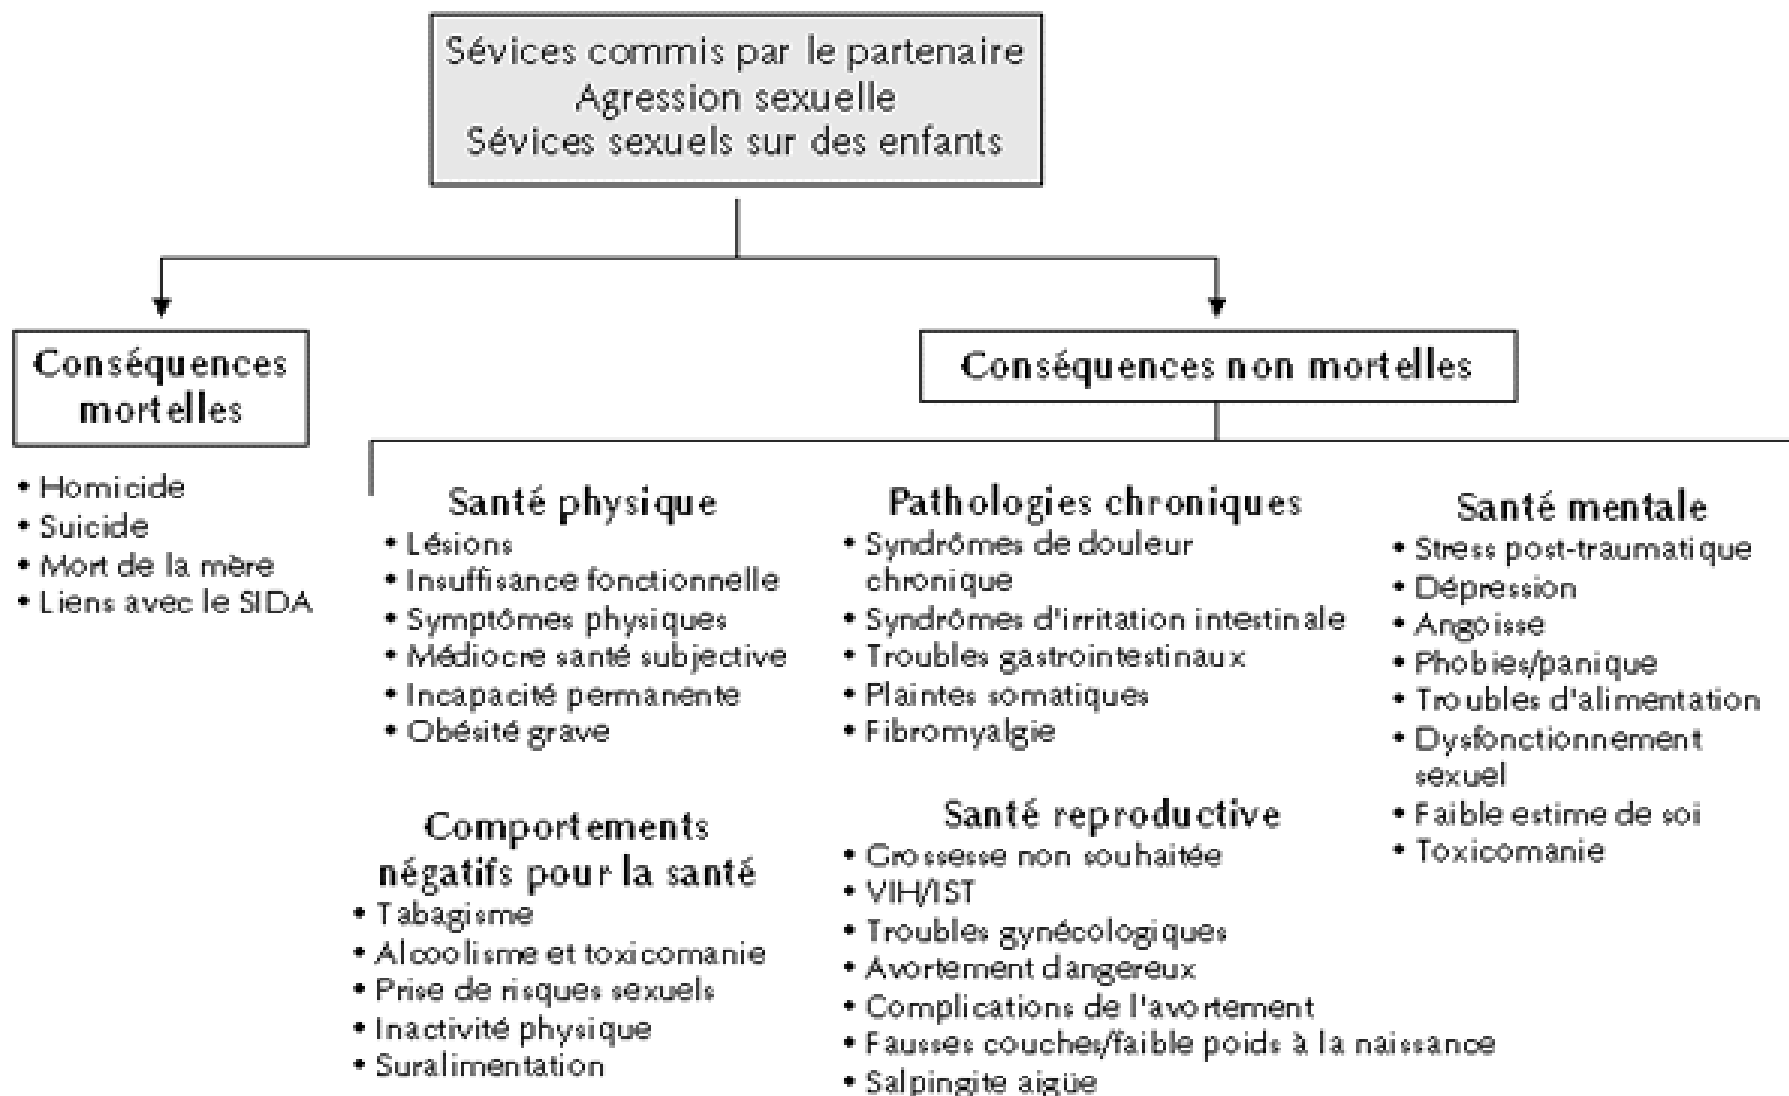 Sévices commis par le partenaire
Agression sexuelle
Sévices sexuels sur des enfants
Conséquences
mortelles
• Homicide
• Suicide
• Mort de la mère
• Liens avec le SIDA
Conséquences non mortelles
Santé physique
• Lésions
• Insuffisance fonctionnelle
• Symptômes physiques
• Médiocre santé subjective
• Incapacité permanente
• Obésité grave
Comportements
négatifs pour la santé
• Tabagisme
• Alcoolisme et toxicomanie
• Prise de risques sexuels
• Inactivité physique
• Suralimentation
Pathologies chroniques
• Syndrômes de douleur
chronique
• Syndrômes d'irritation intestinale
• Troubles gastrointestinaux
• Plaintes somatiques
• Fibromyalgie
Santé reproductive
• Grossesse non souhaitée
• VIH/IST
• Troubles gynécologiques
• Avortement dangereux
• Complications de l'avortement
• Fausses couches/faible poids à la naissance
• Salpingite aigüe
Santé mentale
• Stress post-traumatique
• Dépression
• Angoisse
• Phobies/panique
• Troubles d'alimentation
• Dysfonctionnement
sexuel
• Faible estime de soi
• Toxicomanie